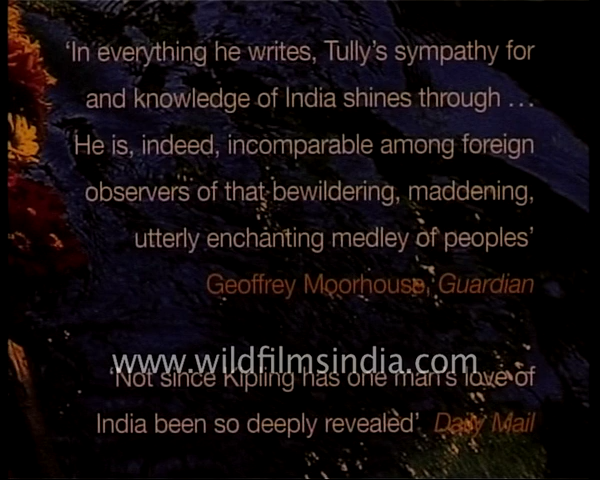 ‘In everything he writes, Tully’s sympathy for
and knowledge of India shines through ...
He is, indeed, incomparable among foreign
observers of that bewildering, maddening,
utterly enchanting medley of peoples’
Geoffrey Moorhouse, Guardian
www.wildfilmsindia.com
‘Not since Kipling has one man’s love of
India been so deeply revealed’ Daily Mail